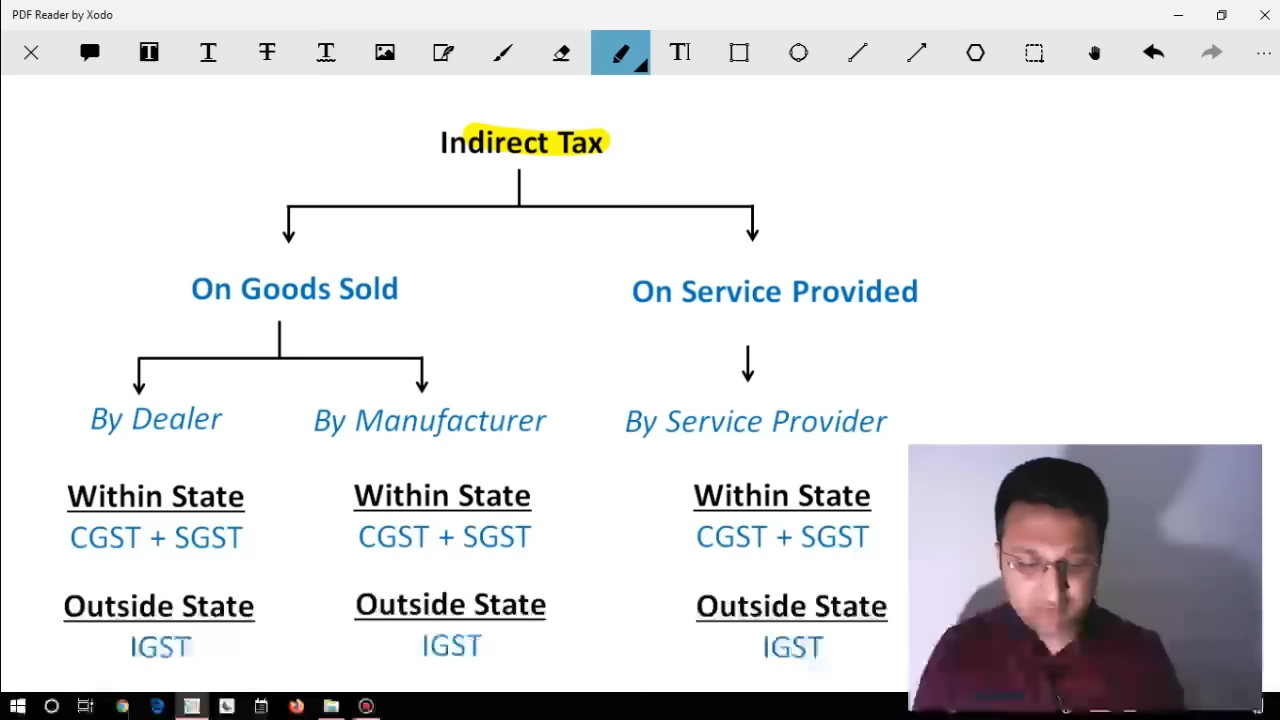 PDF Reader by Xodo
Indirect Tax
On Goods Sold
On Service Provided
By Dealer
By Manufacturer
By Service Provider
Within State
CGST + SGST
Within State
CGST + SGST
Within State
CGST + SGST
Outside State
IGST
Outside State
IGST
Outside State
IGST